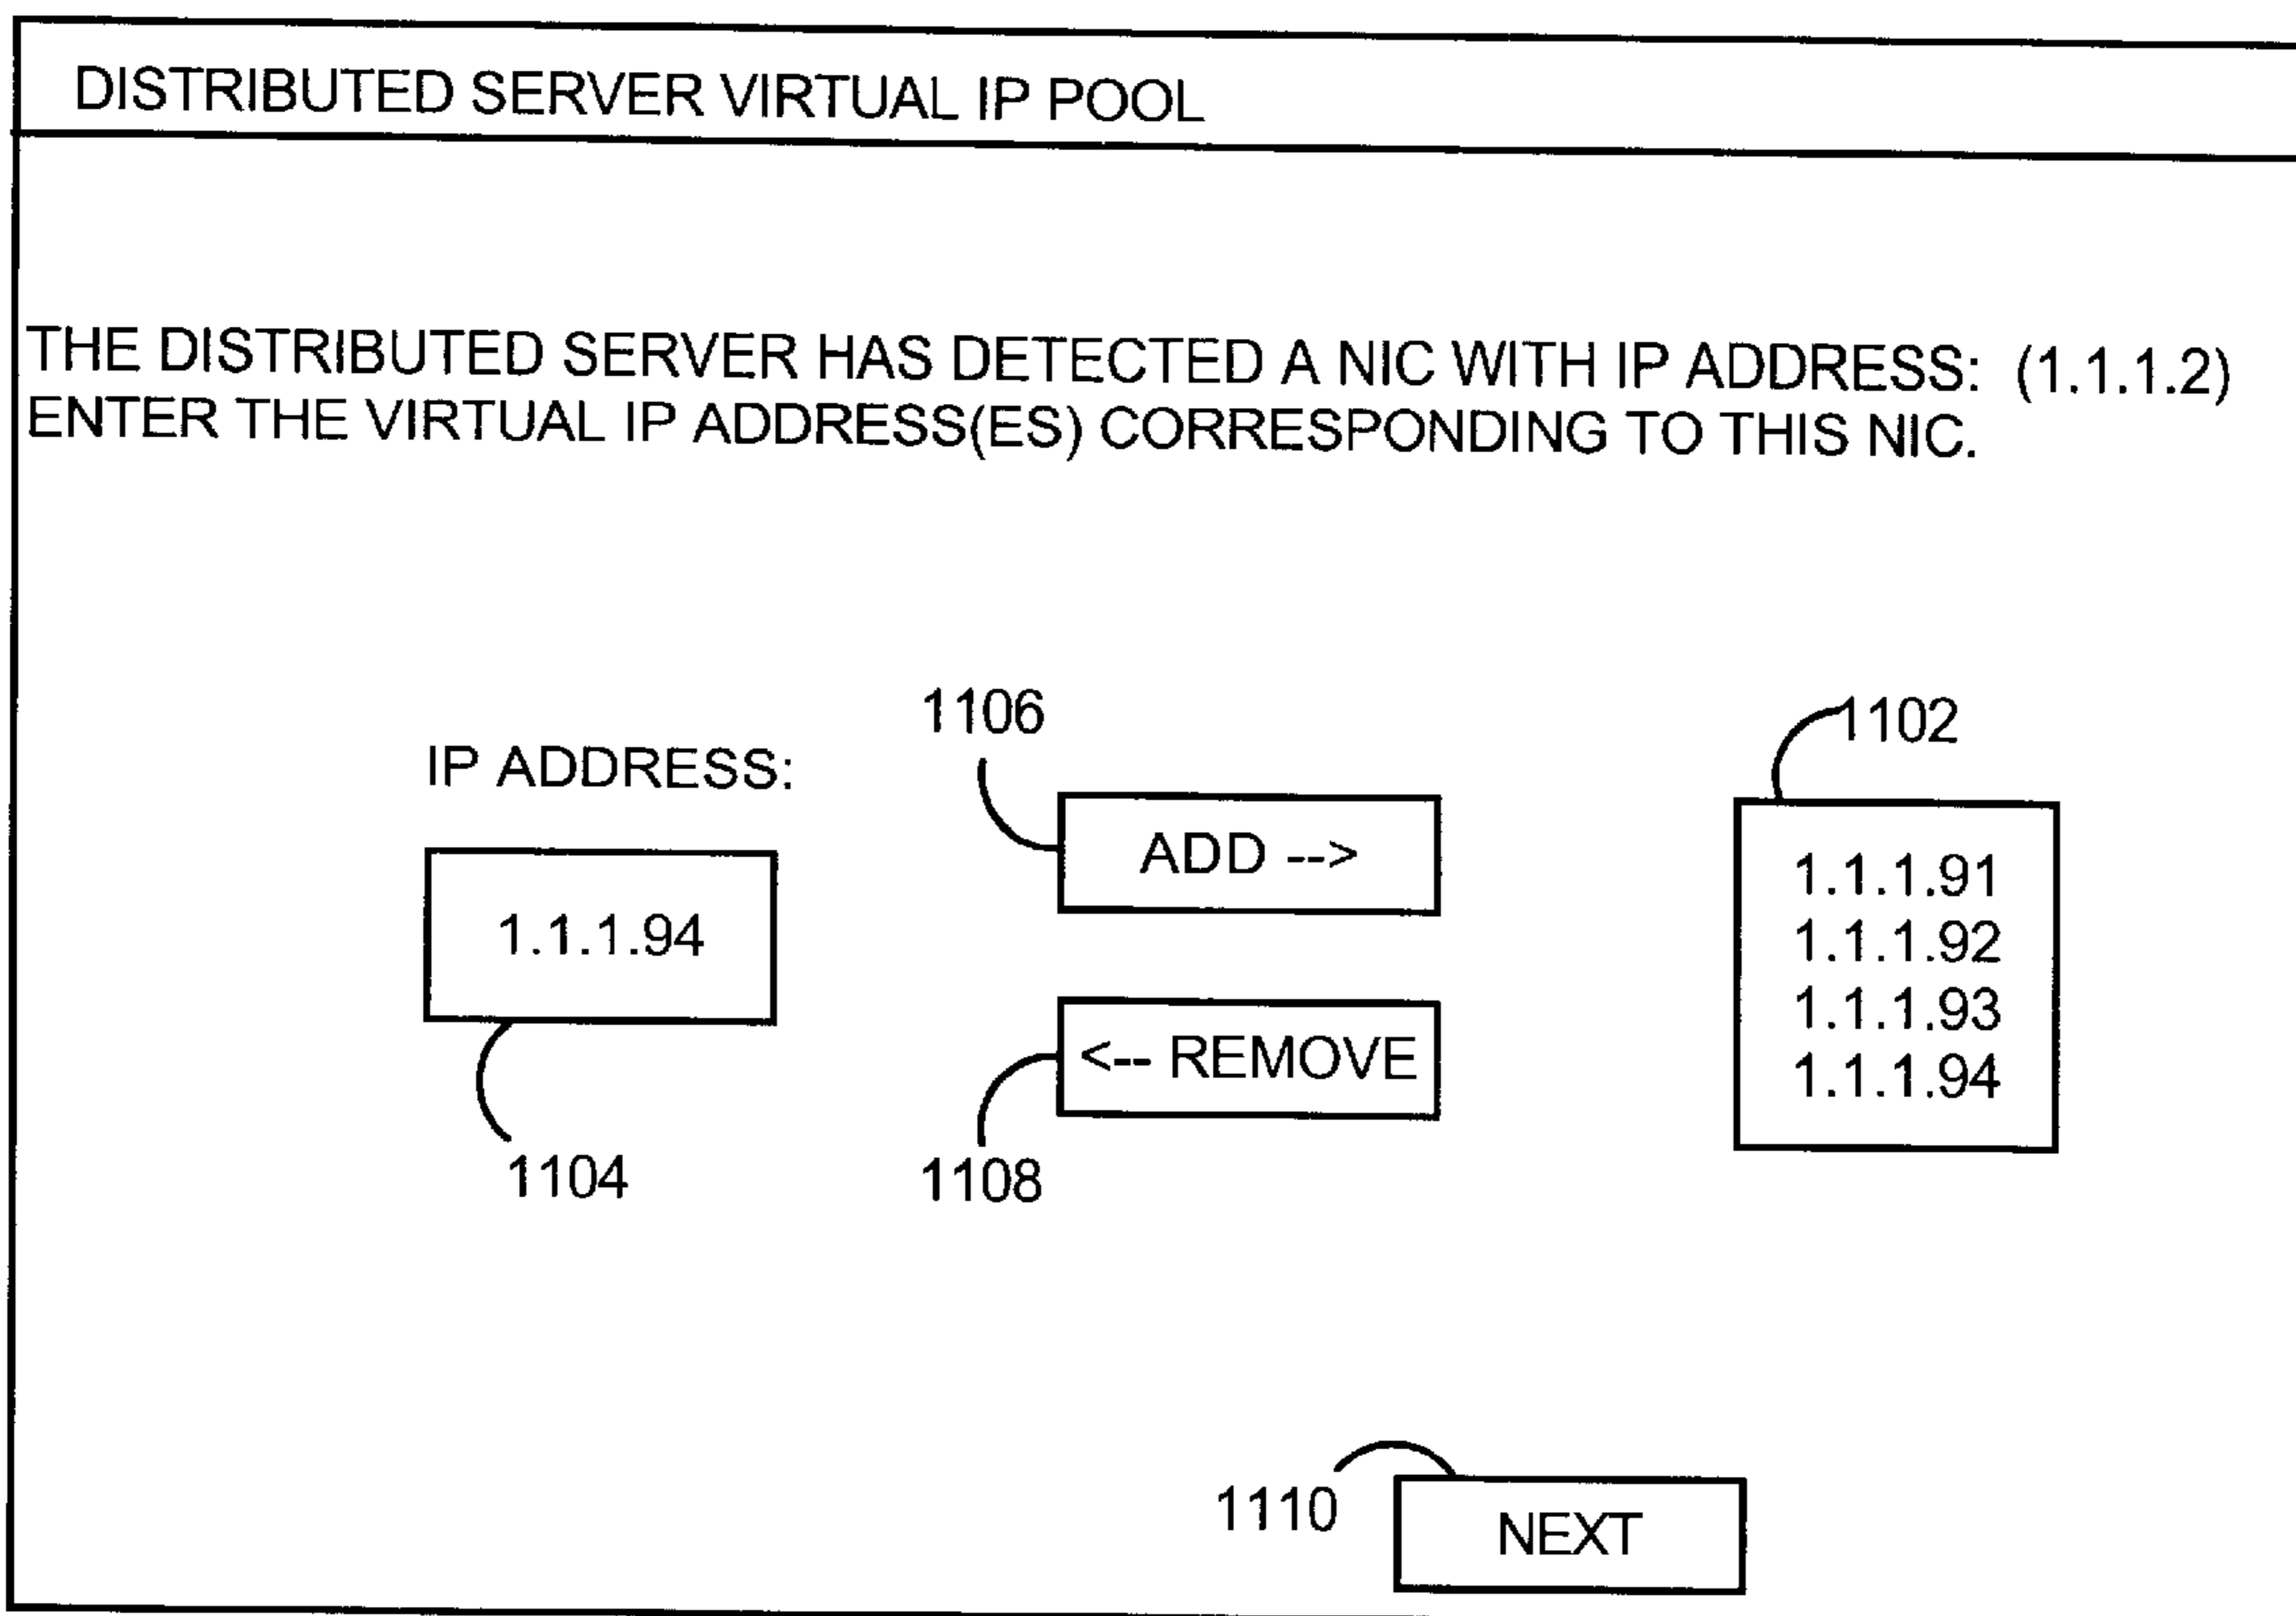 DISTRIBUTED SERVER VIRTUAL IP POOL
THE DISTRIBUTED SERVER HAS DETECTED A NIC WITH IP ADDRESS: (1.1.1.2)
ENTER THE VIRTUAL IP ADDRESS(ES) CORRESPONDING TO THIS NIC.
1106
1102
IP ADDRESS:
ADD -->
1.1.1.94
1.1.1.91
1.1.1.92
1.1.1.93
1.1.1.94
<-- REMOVE
1104
1108
1110
NEXT